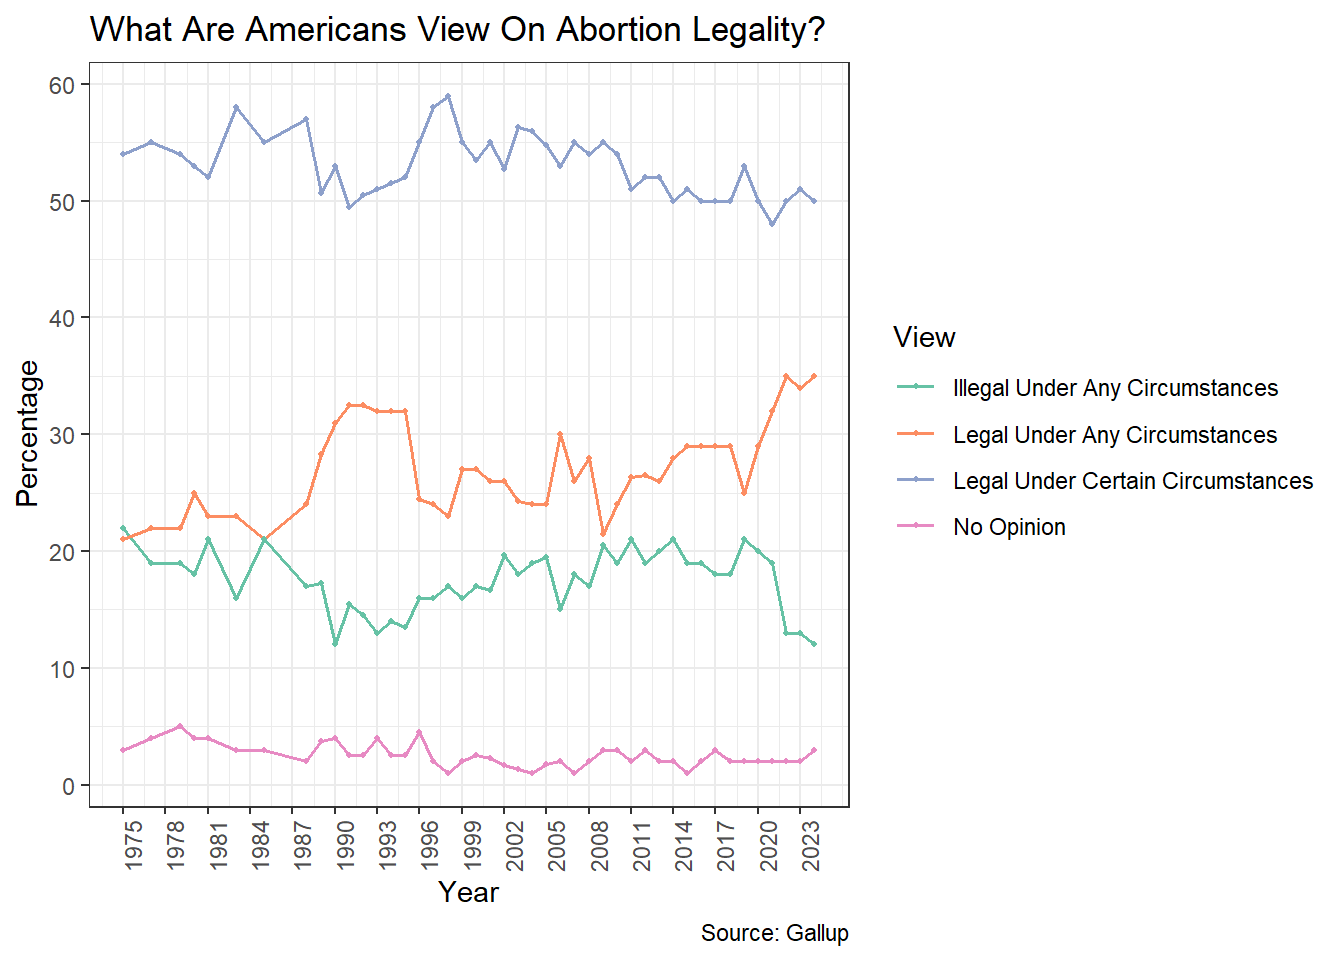 What Are Americans View On Abortion Legality?
60
50
40
30
20
10
0
Percentage
1975
1978
1981
1984
1987
1990
1993
1996
1999
2002
2005
2008
2011
2014
2017
2020
2023
Year
Source: Gallup
View
Illegal Under Any Circumstances
Legal Under Any Circumstances
Legal Under Certain Circumstances
No Opinion